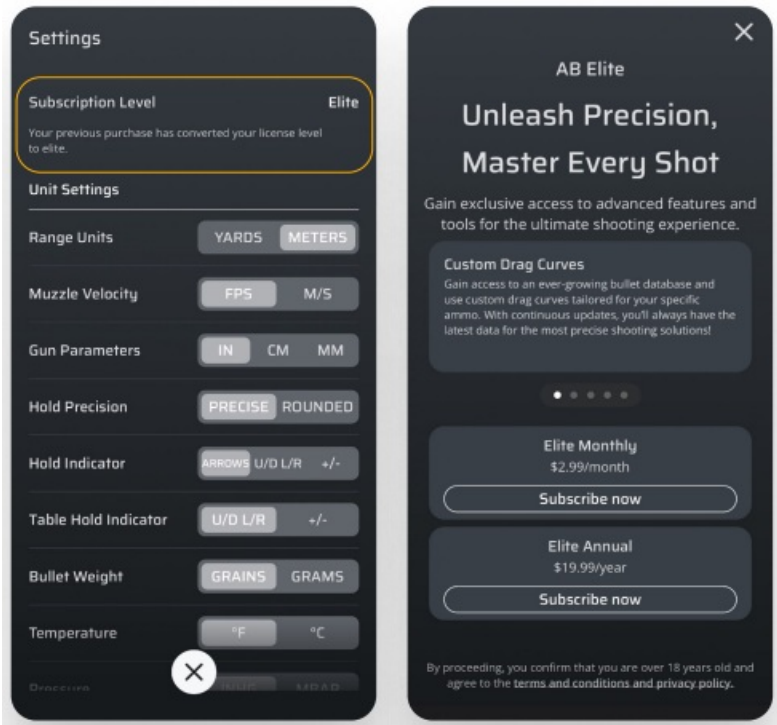 Settings
Subscription Level Elite
Your previous purchase has converted your license level
to elite.
Unit Settings
Range Units YARDS METERS
Muzzle Velocity FPS M/S
Gun Parameters IN CM MM
Hold Precision PRECISE ROUNDED
Hold Indicator ARROWS U/D L/R +/-
Table Hold Indicator U/D L/R +/-
Bullet Weight GRAINS GRAMS
Temperature °F °C
Pressure INHG MBAR
AB Elite
Unleash Precision,
Master Every Shot
Gain exclusive access to advanced features and
tools for the ultimate shooting experience.
Custom Drag Curves
Gain access to an ever-growing bullet database and
use custom drag curves tailored for your specific
ammo. With continuous updates, you'll always have the
latest data for the most precise shooting solutions!
Elite Monthly
$2.99/month
Subscribe now
Elite Annual
$19.99/year
Subscribe now
By proceeding, you confirm that you are over 18 years old and
agree to the terms and conditions and privacy policy.